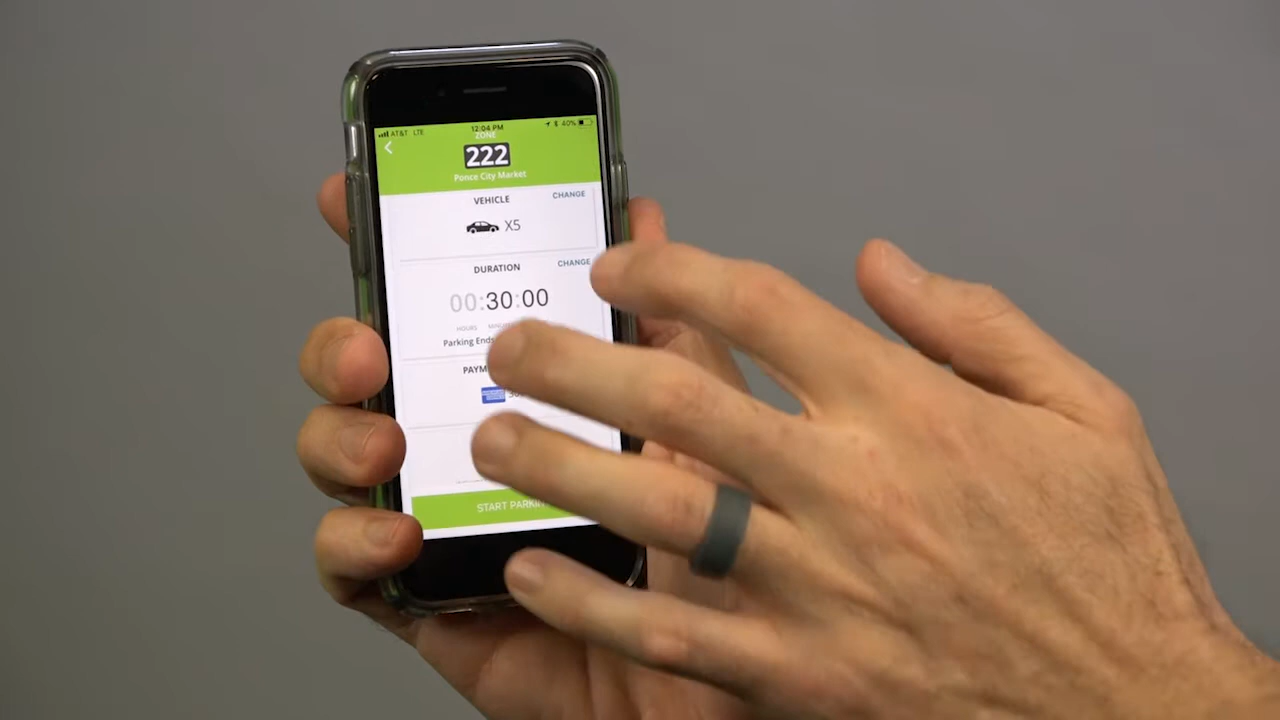 AT&T LTE 12:04 PM 40%
ZONE
222
Ponce City Market
VEHICLE CHANGE
X5
DURATION CHANGE
00:30:00
HOURS
Parking Ends
START PARKIN